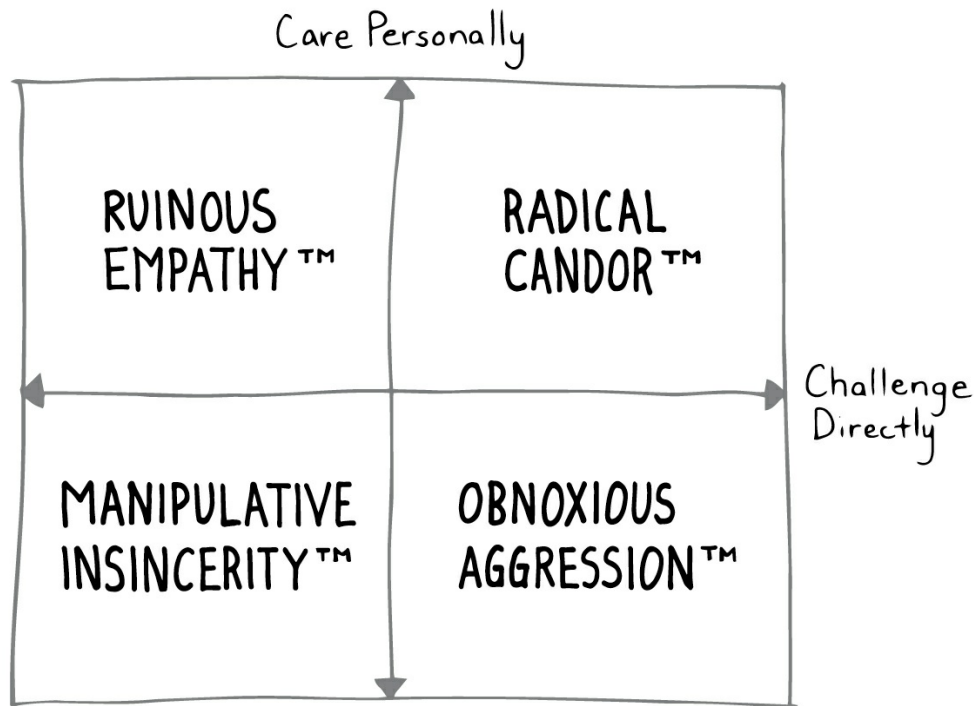 Care Personally
RUINOUS
EMPATHY™
RADICAL
CANDOR™
Challenge
Directly
MANIPULATIVE
INSINCERITY™
OBNOXIOUS
AGGRESSION™